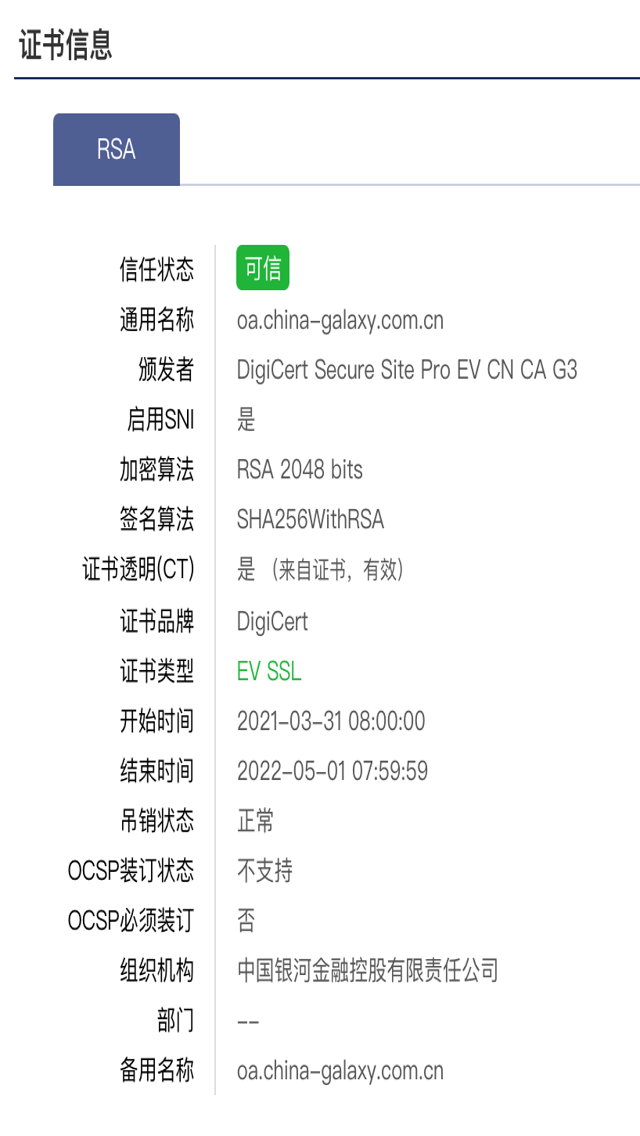 证书信息
RSA
信任状态 可信
通用名称 oa.china-galaxy.com.cn
颁发者 DigiCert Secure Site Pro EV CN CA G3
启用SNI 是
加密算法 RSA 2048 bits
签名算法 SHA256WithRSA
证书透明(CT) 是 （来自证书，有效）
证书品牌 DigiCert
证书类型 EV SSL
开始时间 2021-03-31 08:00:00
结束时间 2022-05-01 07:59:59
吊销状态 正常
OCSP装订状态 不支持
OCSP必须装订 否
组织机构 中国银河金融控股有限责任公司
部门 --
备用名称 oa.china-galaxy.com.cn